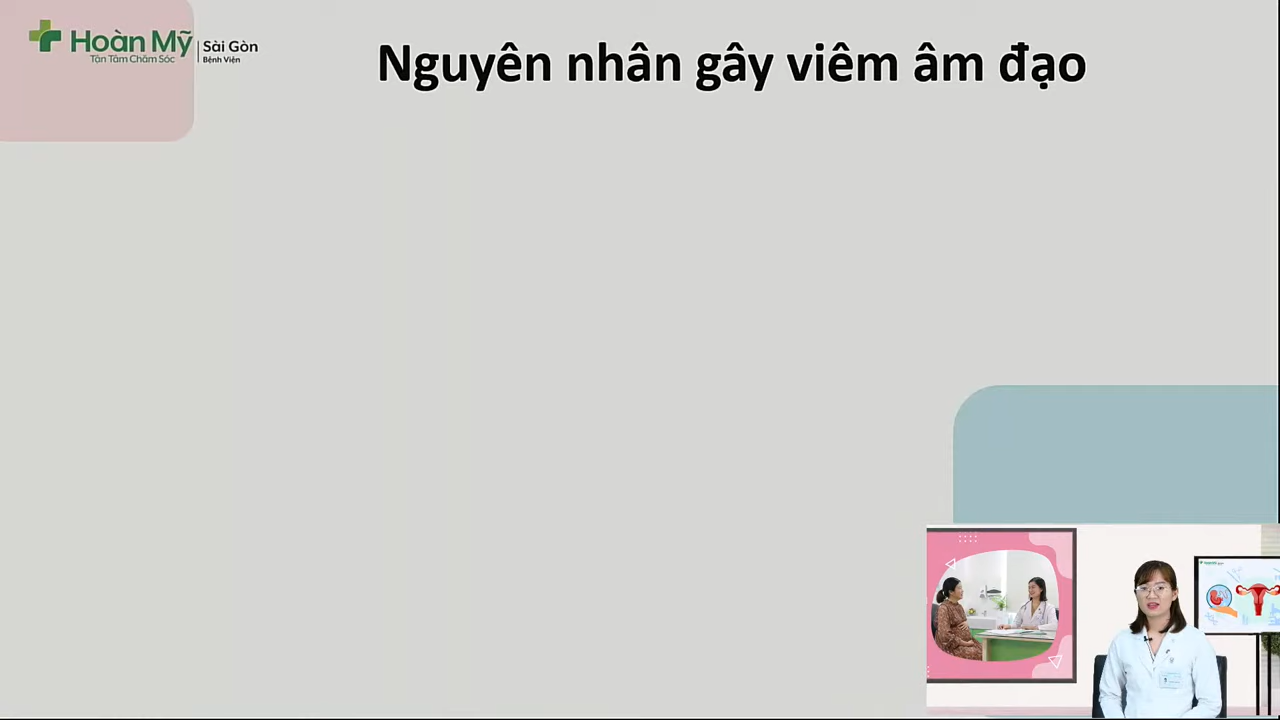 Hoàn Mỹ
Tận Tâm Chăm Sóc
Sài Gòn
Bệnh Viện
Nguyên nhân gây viêm âm đạo